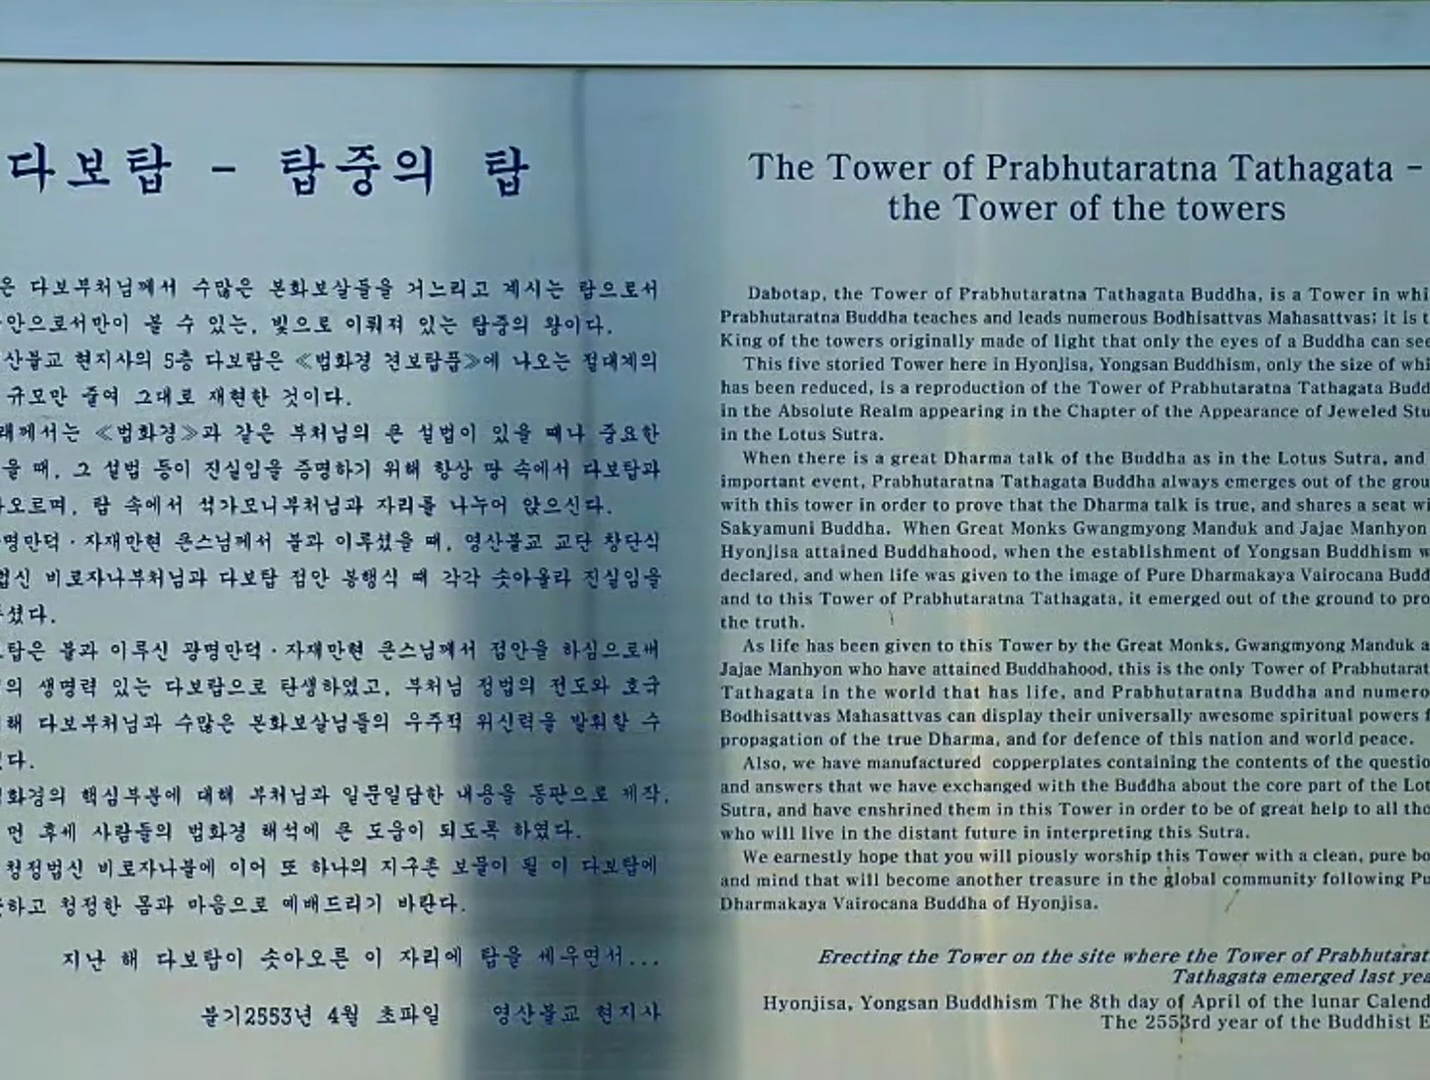 다보탑 - 탑중의 탑
은 다보부처님께서 수많은 본화보살들을 거느리고 계시는 탑으로서
안으로서만이 볼 수 있는, 빛으로 이뤄져 있는 탑중의 왕이다.
산불교 현지사의 5층 다보탑은 《법화경 견보탑품》에 나오는 절대계의
규모만 줄여 그대로 재현한 것이다.
래께서는 《법화경》과 같은 부처님의 큰 설법이 있을 때나 중요한
을 때, 그 설법 등이 진실임을 증명하기 위해 항상 땅 속에서 다보탑과
오르며, 탑 속에서 석가모니부처님과 자리를 나누어 앉으신다.
명만덕·자재만현 큰스님께서 불과 이루셨을 때, 영산불교 교단 창단식
법신 비로자나부처님과 다보탑 점안 봉행식 때 각각 솟아올라 진실임을
셨다.
탑은 불과 이루신 광명만덕·자재만현 큰스님께서 점안을 하심으로써
의 생명력 있는 다보탑으로 탄생하였고, 부처님 정법의 전도와 호국
해 다보부처님과 수많은 본화보살님들의 우주적 위신력을 발휘할 수
다.
화경의 핵심부분에 대해 부처님과 일문일답한 내용을 동판으로 제작,
먼 후세 사람들의 법화경 해석에 큰 도움이 되도록 하였다.
청정법신 비로자나불에 이어 또 하나의 지구촌 보물이 될 이 다보탑에
하고 청정한 몸과 마음으로 예배드리기 바란다.
지난 해 다보탑이 솟아오른 이 자리에 탑을 세우면서...
불기2553년 4월 초파일 영산불교 현지사
The Tower of Prabhutaratna Tathagata -
the Tower of the towers
Dabotap, the Tower of Prabhutaratna Tathagata Buddha, is a Tower in whi
Prabhutaratna Buddha teaches and leads numerous Bodhisattvas Mahasattvas; it is t
King of the towers originally made of light that only the eyes of a Buddha can see
This five storied Tower here in Hyonjisa, Yongsan Buddhism, only the size of whi
has been reduced, is a reproduction of the Tower of Prabhutaratna Tathagata Budd
in the Absolute Realm appearing in the Chapter of the Appearance of Jeweled Stu
in the Lotus Sutra.
When there is a great Dharma talk of the Buddha as in the Lotus Sutra, and
important event, Prabhutaratna Tathagata Buddha always emerges out of the grou
with this tower in order to prove that the Dharma talk is true, and shares a seat wi
Sakyamuni Buddha. When Great Monks Gwangmyong Manduk and Jajae Manhyon
Hyonjisa attained Buddhahood, when the establishment of Yongsan Buddhism w
declared, and when life was given to the image of Pure Dharmakaya Vairocana Budd
and to this Tower of Prabhutaratna Tathagata, it emerged out of the ground to pro
the truth.
As life has been given to this Tower by the Great Monks, Gwangmyong Manduk a
Jajae Manhyon who have attained Buddhahood, this is the only Tower of Prabhutarat
Tathagata in the world that has life, and Prabhutaratna Buddha and numero
Bodhisattvas Mahasattvas can display their universally awesome spiritual powers f
propagation of the true Dharma, and for defence of this nation and world peace.
Also, we have manufactured copperplates containing the contents of the questio
and answers that we have exchanged with the Buddha about the core part of the Lot
Sutra, and have enshrined them in this Tower in order to be of great help to all tho
who will live in the distant future in interpreting this Sutra.
We earnestly hope that you will piously worship this Tower with a clean, pure bo
and mind that will become another treasure in the global community following Pu
Dharmakaya Vairocana Buddha of Hyonjisa.
Erecting the Tower on the site where the Tower of Prabhutarat
Tathagata emerged last yea
Hyonjisa, Yongsan Buddhism The 8th day of April of the lunar Calend
The 2553rd year of the Buddhist E